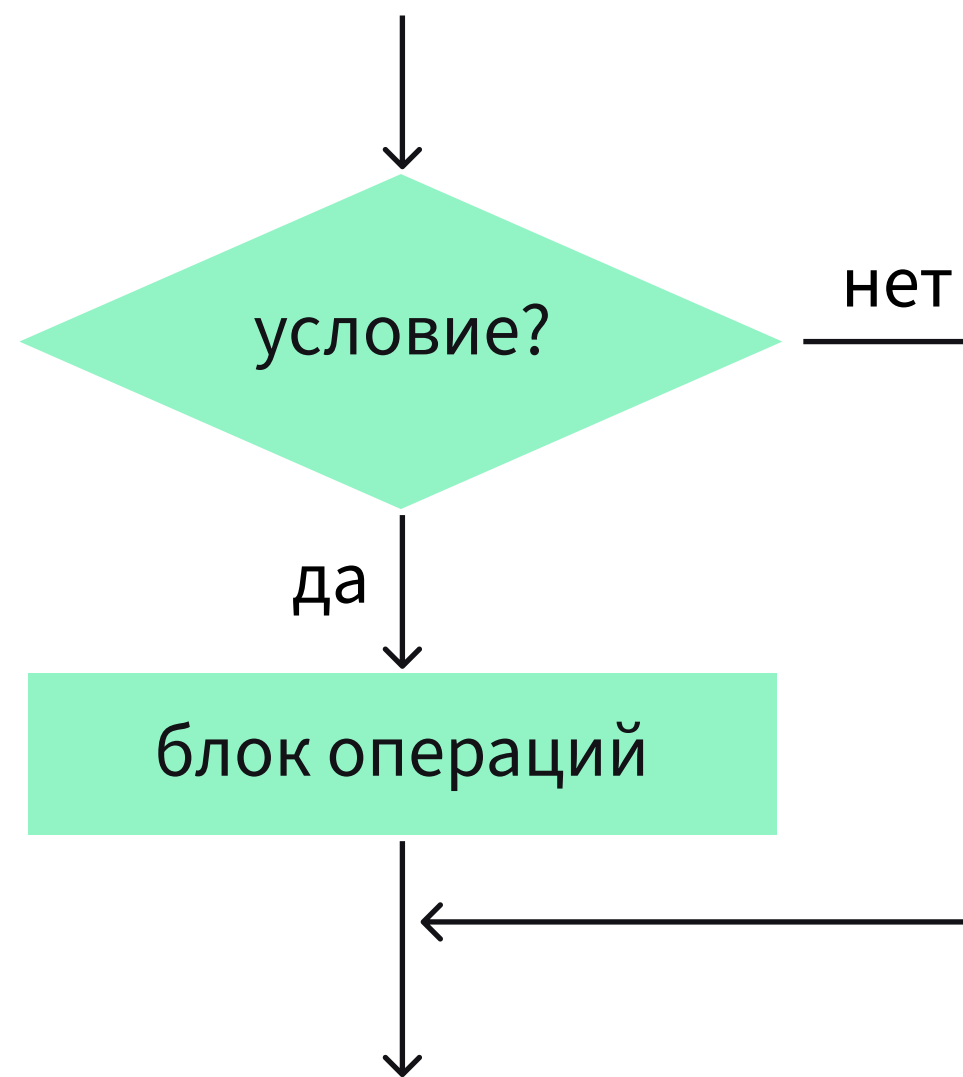 условие?
нет
да
блок операций